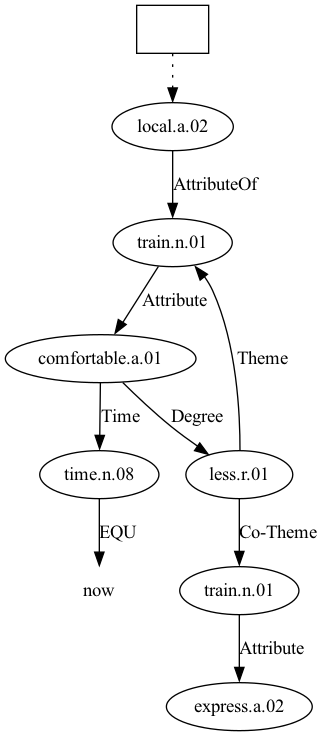 local.a.02
AttributeOf
train.n.01
Attribute
Theme
comfortable.a.01
Time
Degree
time.n.08
less.r.01
EQU
Co-Theme
now
train.n.01
Attribute
express.a.02